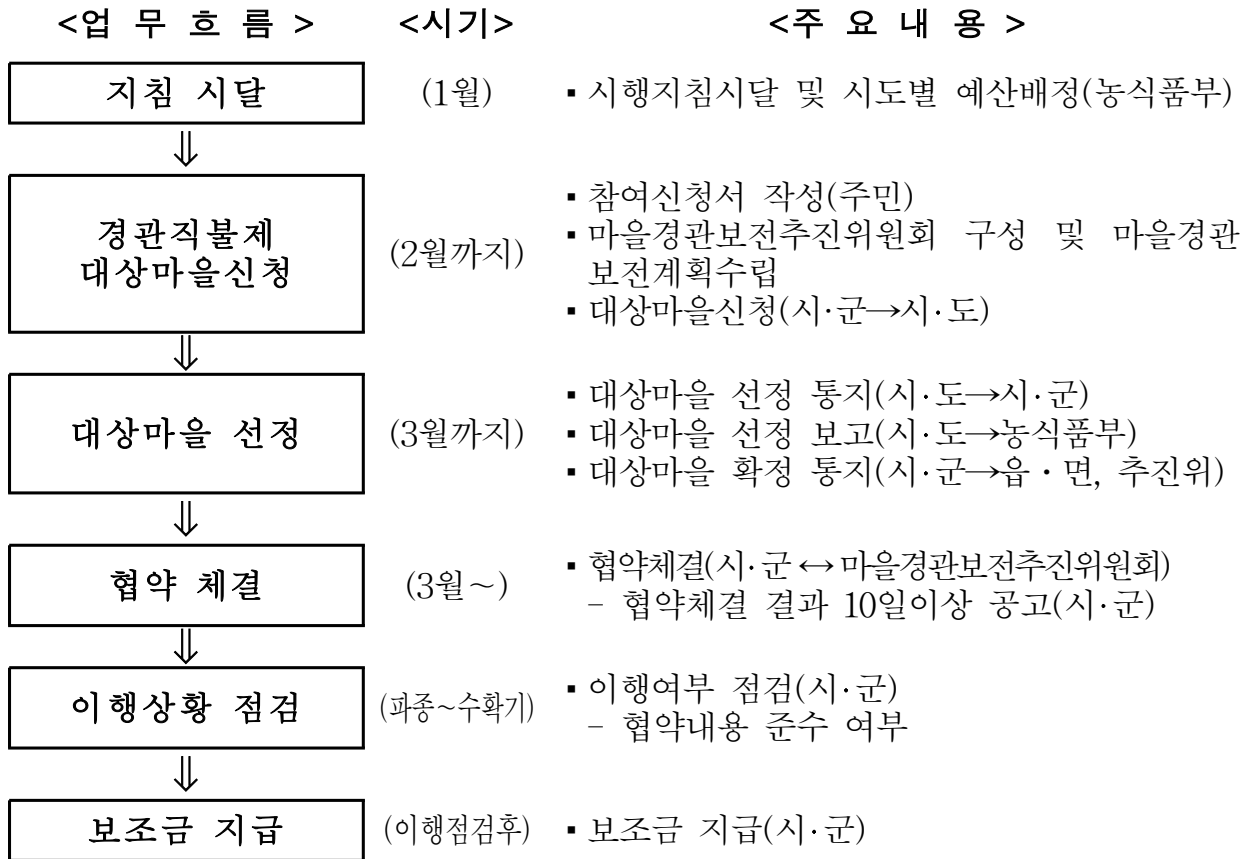 <업 무 흐 름 > <시기> <주 요 내 용 >
지침 시달 (1월) ▪ 시행지침시달 및 시도별 예산배정(농식품부)
⇓
경관직불제
대상마을신청
(2월까지)
▪ 참여신청서 작성(주민)
▪ 마을경관보전추진위원회 구성 및 마을경관
보전계획수립
▪ 대상마을신청(시·군→시·도)
⇓
대상마을 선정 (3월까지)
▪ 대상마을 선정 통지(시·도→시·군)
▪ 대상마을 선정 보고(시·도→농식품부)
▪ 대상마을 확정 통지(시·군→읍·면, 추진위)
⇓
협약 체결 (3월～)
▪ 협약체결(시·군↔마을경관보전추진위원회)
- 협약체결 결과 10일이상 공고(시·군)
⇓
이행상황 점검 (파종~수확기)
▪ 이행여부 점검(시·군)
- 협약내용 준수 여부
⇓
보조금 지급 (이행점검후) ▪ 보조금 지급(시·군)